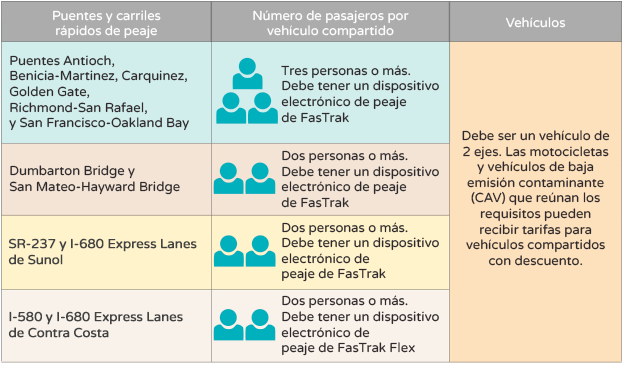 Puentes y carriles
rápidos de peaje
Número de pasajeros por
vehículo compartido
Vehículos
Puentes Antioch,
Benicia-Martinez, Carquinez,
Golden Gate,
Richmond-San Rafael,
y San Francisco-Oakland Bay
Tres personas o más.
Debe tener un dispositivo
electrónico de peaje
de FasTrak
Dumbarton Bridge y
San Mateo-Hayward Bridge
Dos personas o más.
Debe tener un dispositivo
electrónico de peaje
de FasTrak
SR-237 y I-680 Express Lanes
de Sunol
Dos personas o más.
Debe tener un dispositivo
electrónico de
peaje de FasTrak
I-580 y I-680 Express Lanes
de Contra Costa
Dos personas o más.
Debe tener un dispositivo
electrónico de
peaje de FasTrak Flex
Debe ser un vehículo de
2 ejes. Las motocicletas
y vehículos de baja
emisión contaminante
(CAV) que reúnan los
requisitos pueden
recibir tarifas para
vehículos compartidos
con descuento.